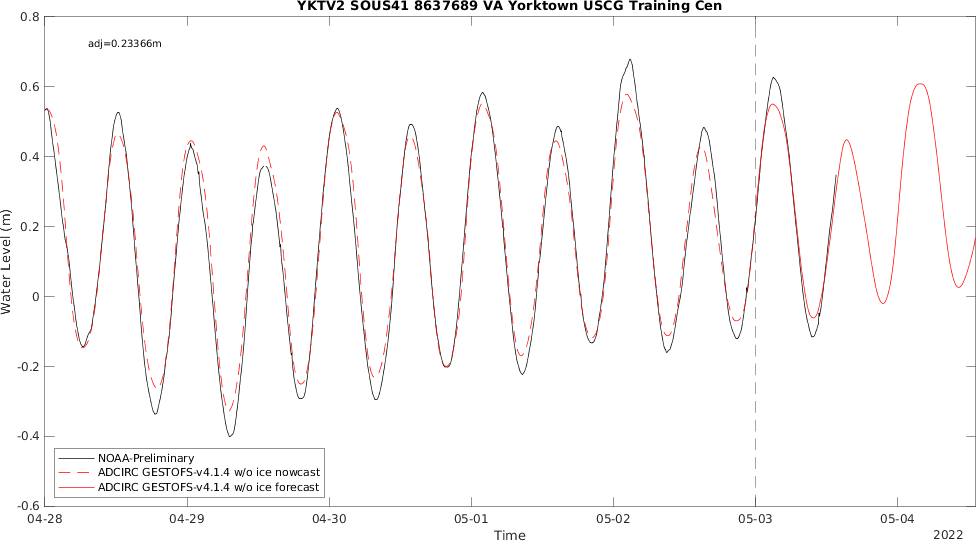 YKTV2 SOUS41 8637689 VA Yorktown USCG Training Cen
adj=0.23366m
0.8
0.6
0.4
0.2
0
-0.2
-0.4
-0.6
Water Level (m)
NOAA-Preliminary
ADCIRC GESTOFS-v4.1.4 w/o ice nowcast
ADCIRC GESTOFS-v4.1.4 w/o ice forecast
04-28 04-29 04-30 05-01 05-02 05-03 05-04
Time
2022